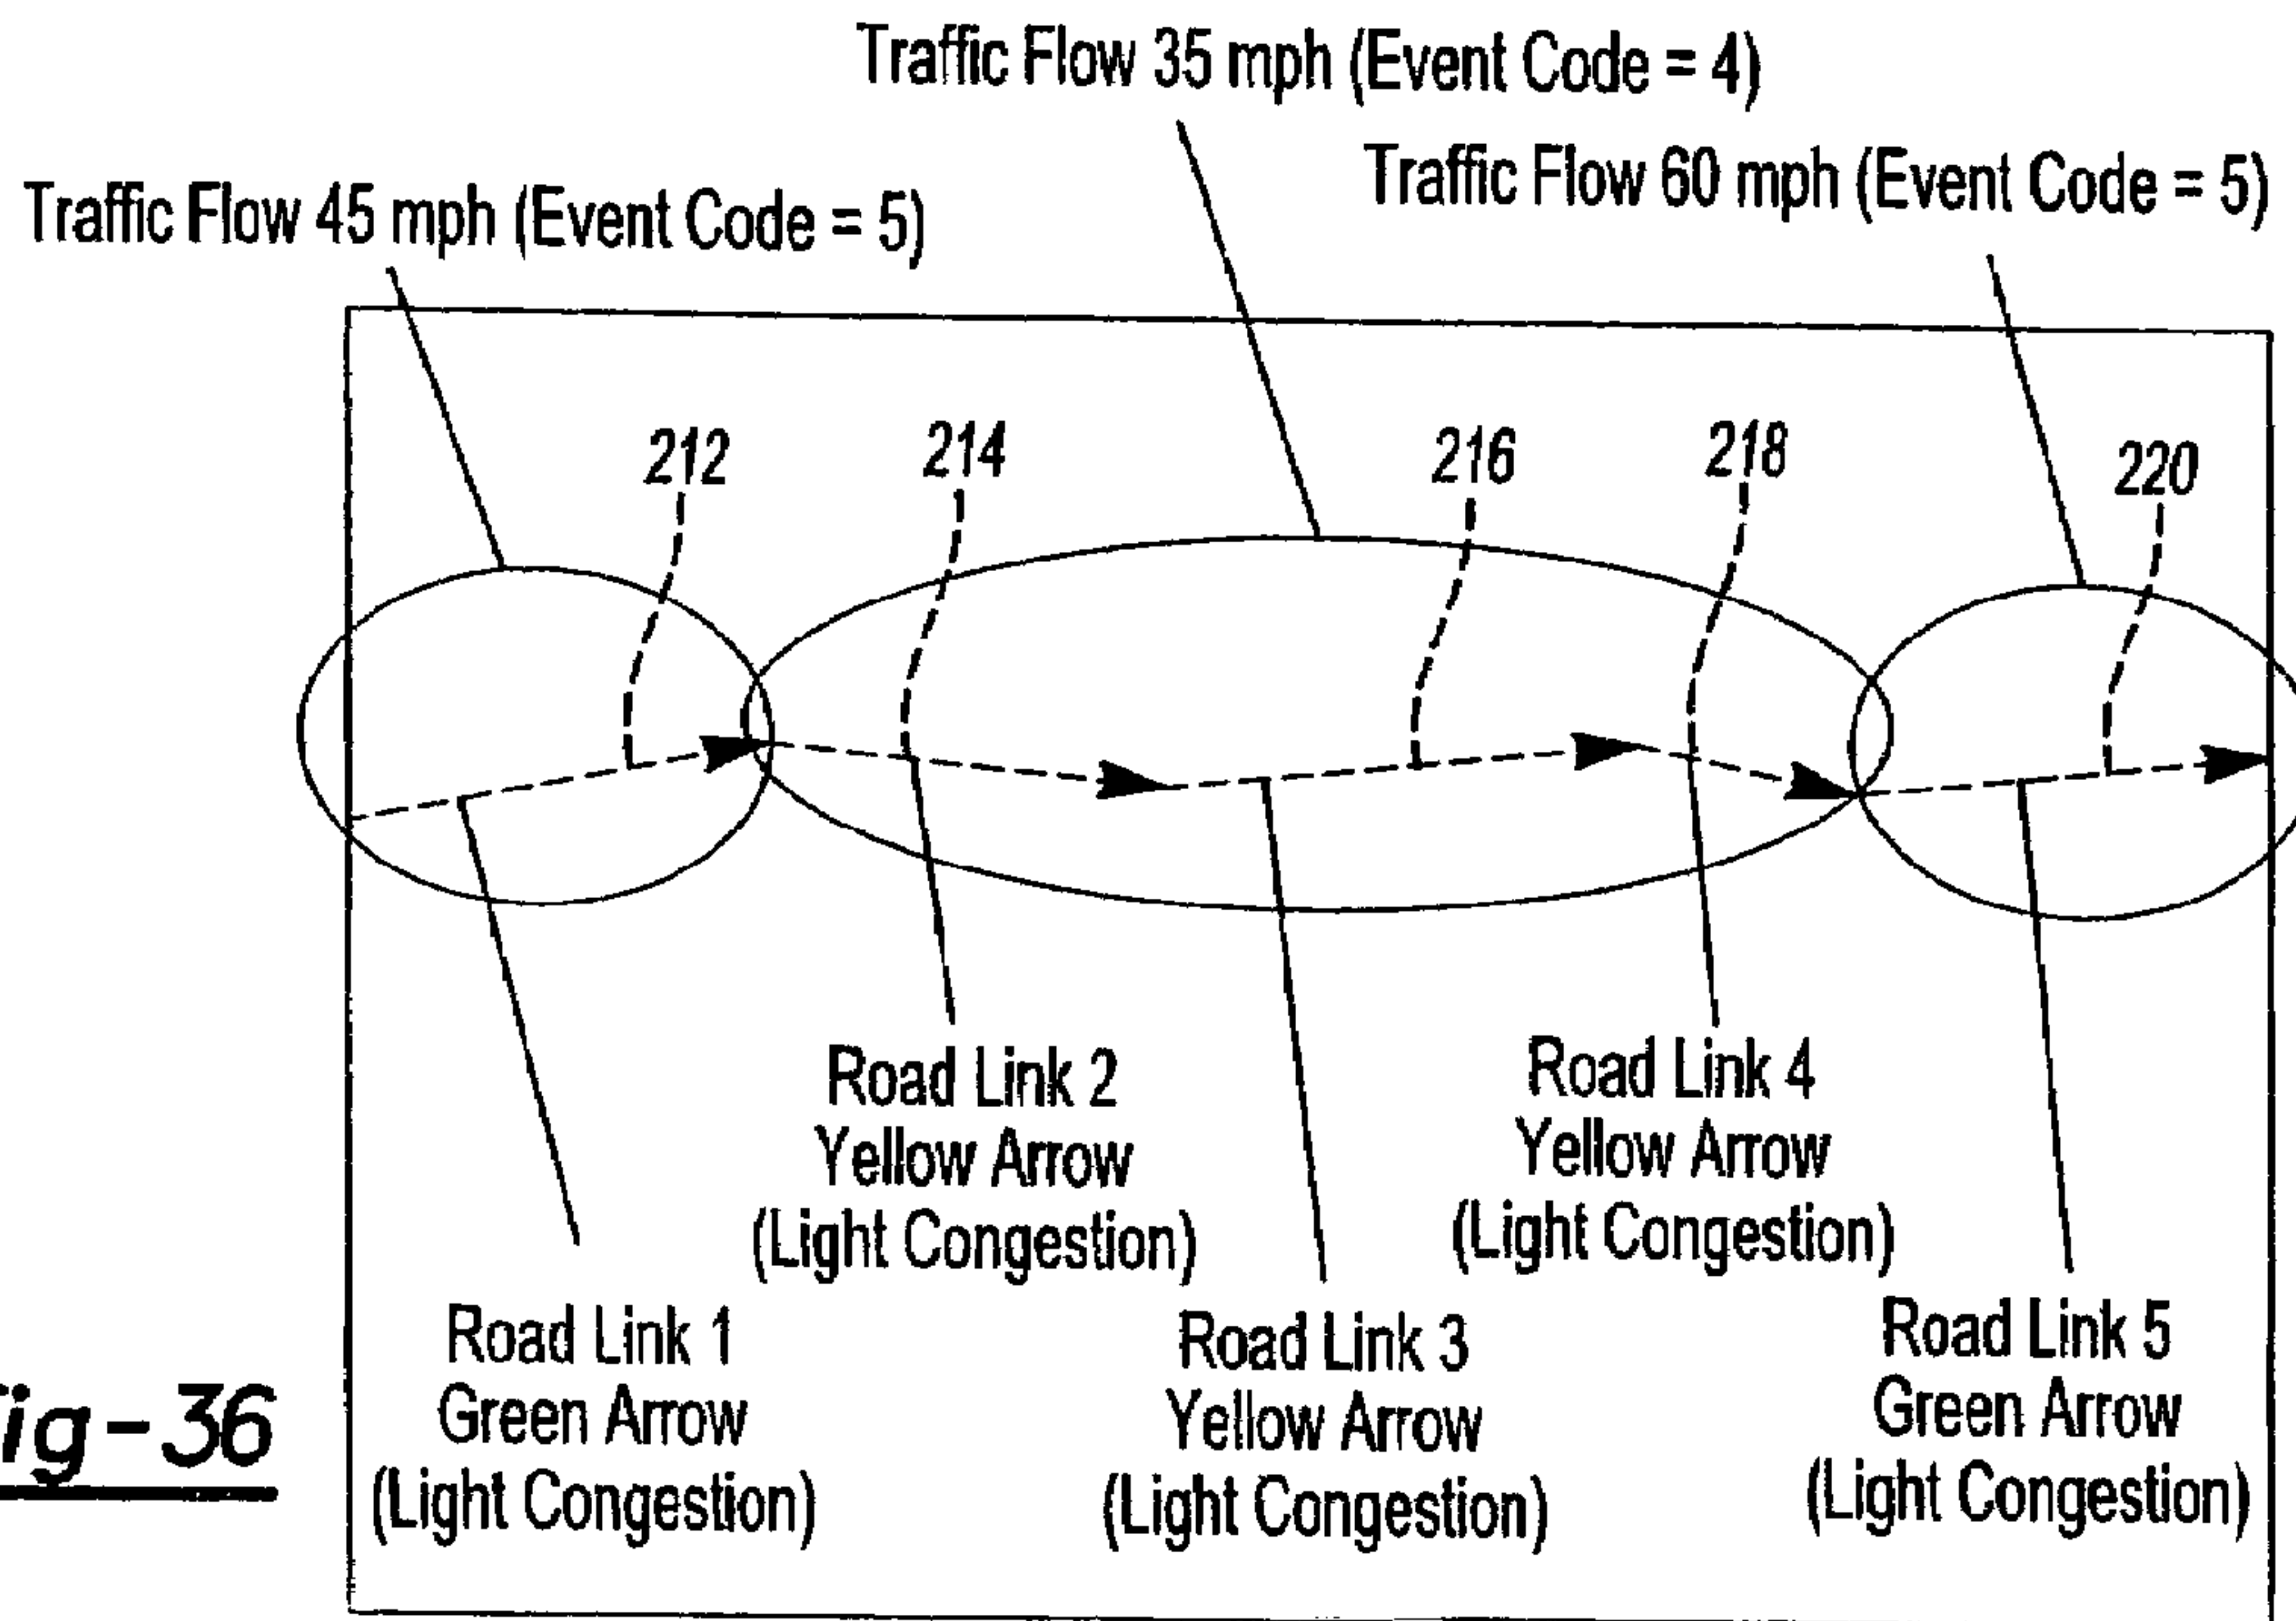 Traffic Flow 35 mph (Event Code = 4)
Traffic Flow 60 mph (Event Code = 5)
Traffic Flow 45 mph (Event Code = 5)
212
214
216
218
220
Road Link 2
Yellow Arrow
(Light Congestion)
Road Link 4
Yellow Arrow
(Light Congestion)
Road Link 1
Green Arrow
(Light Congestion)
Road Link 3
Yellow Arrow
(Light Congestion)
Road Link 5
Green Arrow
(Light Congestion)
ig-36